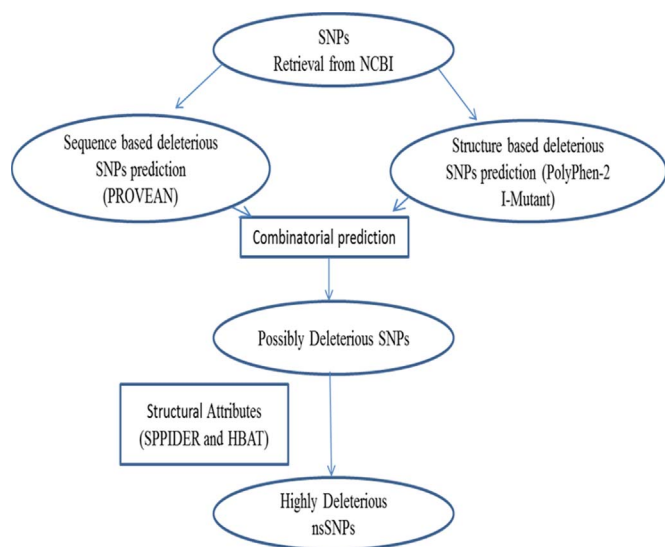 SNPs
Retrieval from NCBI
Sequence based deleterious
SNPs prediction
(PROVEAN)
Structure based deleterious
SNPs prediction (PolyPhen-2
I-Mutant)
Combinatorial prediction
Possibly Deleterious SNPs
Structural Attributes
(SPPIDER and HBAT)
Highly Deleterious
nsSNPs